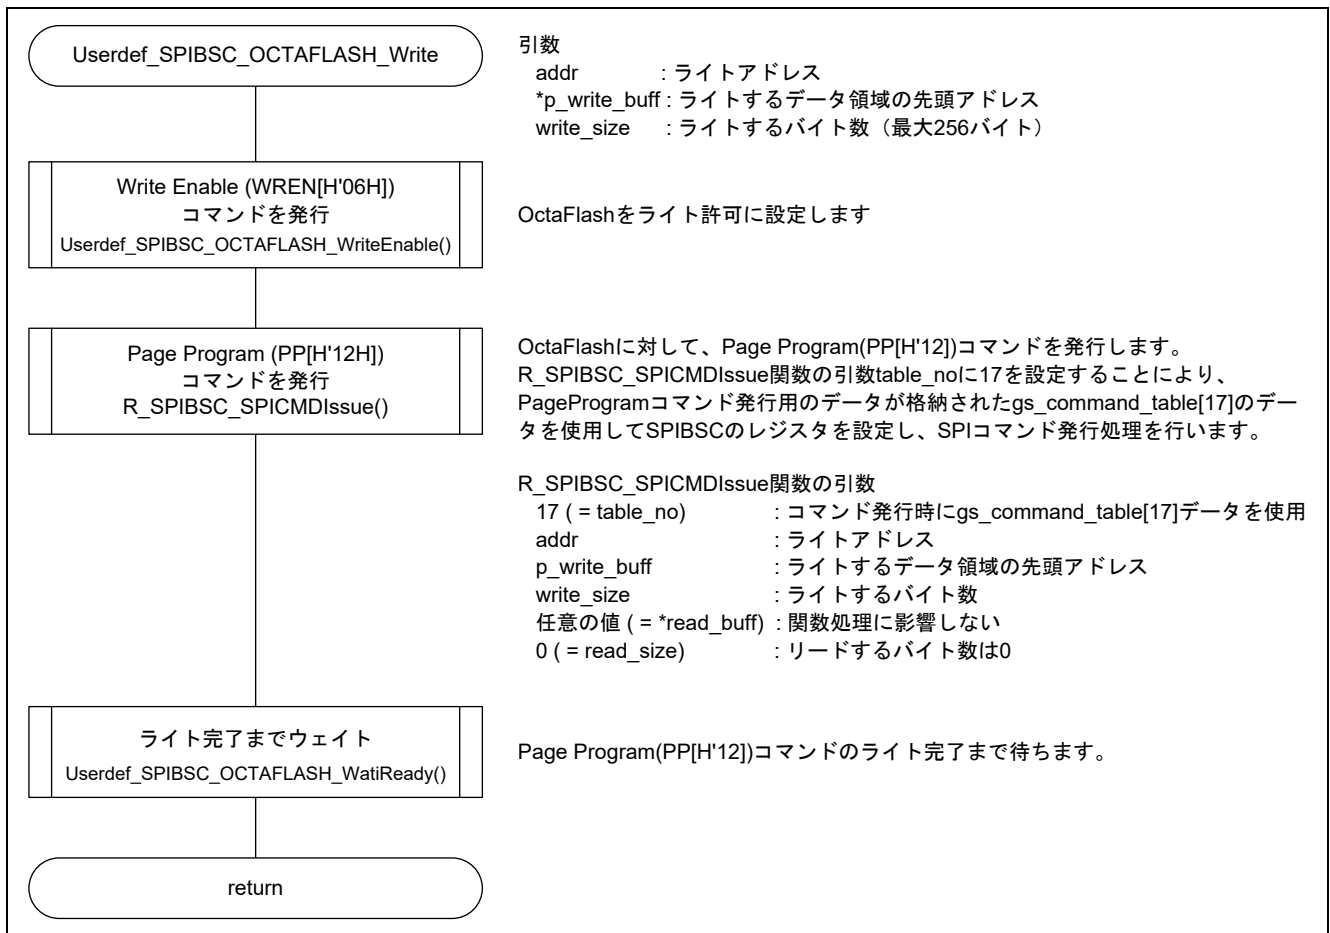 Userdef_SPIBSC_OCTAFLASH_Write
引数
addr : ライトアドレス
*p_write_buff : ライトするデータ領域の先頭アドレス
write_size : ライトするバイト数（最大256バイト）
Write Enable (WREN[H'06H])
コマンドを発行
Userdef_SPIBSC_OCTAFLASH_WriteEnable()
OctaFlashをライト許可に設定します
Page Program (PP[H'12H])
コマンドを発行
R_SPIBSC_SPICMDIssue()
OctaFlashに対して、Page Program(PP[H'12])コマンドを発行します。
R_SPIBSC_SPICMDIssue関数の引数table_noに17を設定することにより、
PageProgramコマンド発行用のデータが格納されたgs_command_table[17]のデー
タを使用してSPIBSCのレジスタを設定し、SPIコマンド発行処理を行います。
R_SPIBSC_SPICMDIssue関数の引数
17 ( = table_no) : コマンド発行時にgs_command_table[17]データを使用
addr : ライトアドレス
p_write_buff : ライトするデータ領域の先頭アドレス
write_size : ライトするバイト数
任意の値 ( = *read_buff) : 関数処理に影響しない
0 ( = read_size) : リードするバイト数は0
ライト完了までウェイト
Userdef_SPIBSC_OCTAFLASH_WatiReady()
Page Program(PP[H'12])コマンドのライト完了まで待ちます。
return